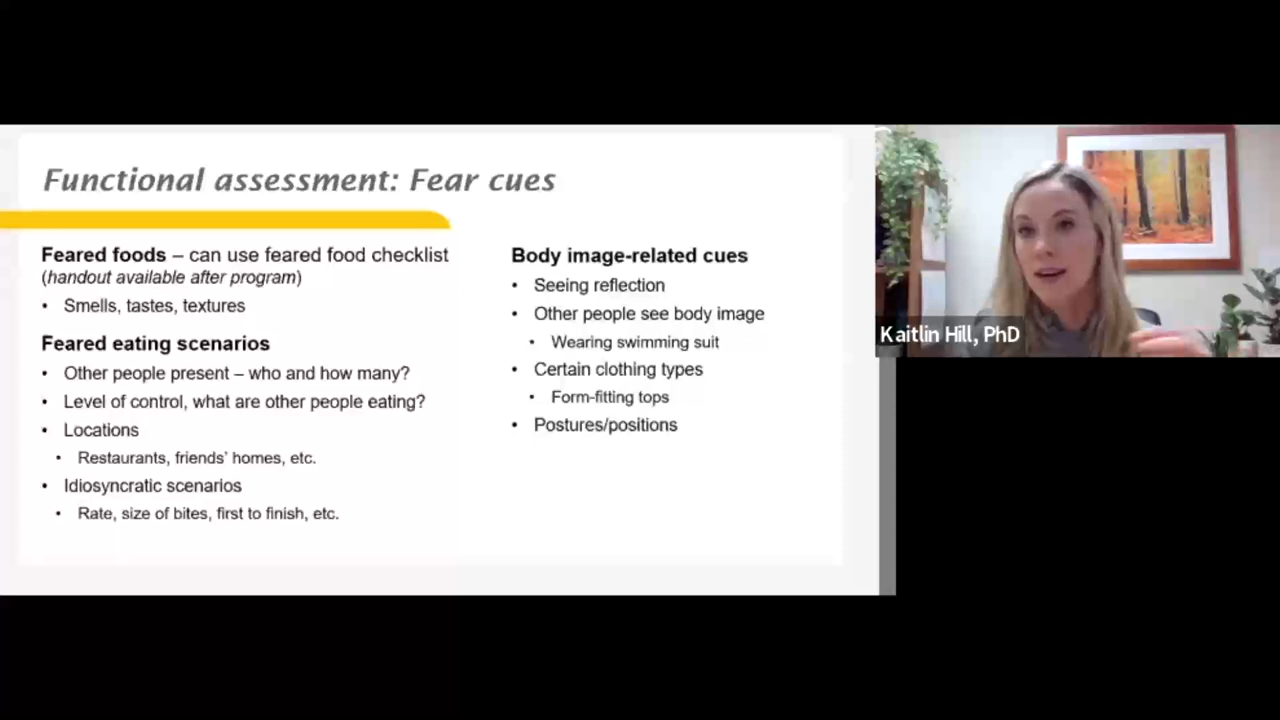 Functional assessment: Fear cues
Feared foods – can use feared food checklist
(handout available after program)
• Smells, tastes, textures
Feared eating scenarios
• Other people present – who and how many?
• Level of control, what are other people eating?
• Locations
• Restaurants, friends’ homes, etc.
• Idiosyncratic scenarios
• Rate, size of bites, first to finish, etc.
Body image-related cues
• Seeing reflection
• Other people see body image
• Wearing swimming suit
• Certain clothing types
• Form-fitting tops
• Postures/positions
Kaitlin Hill, PhD